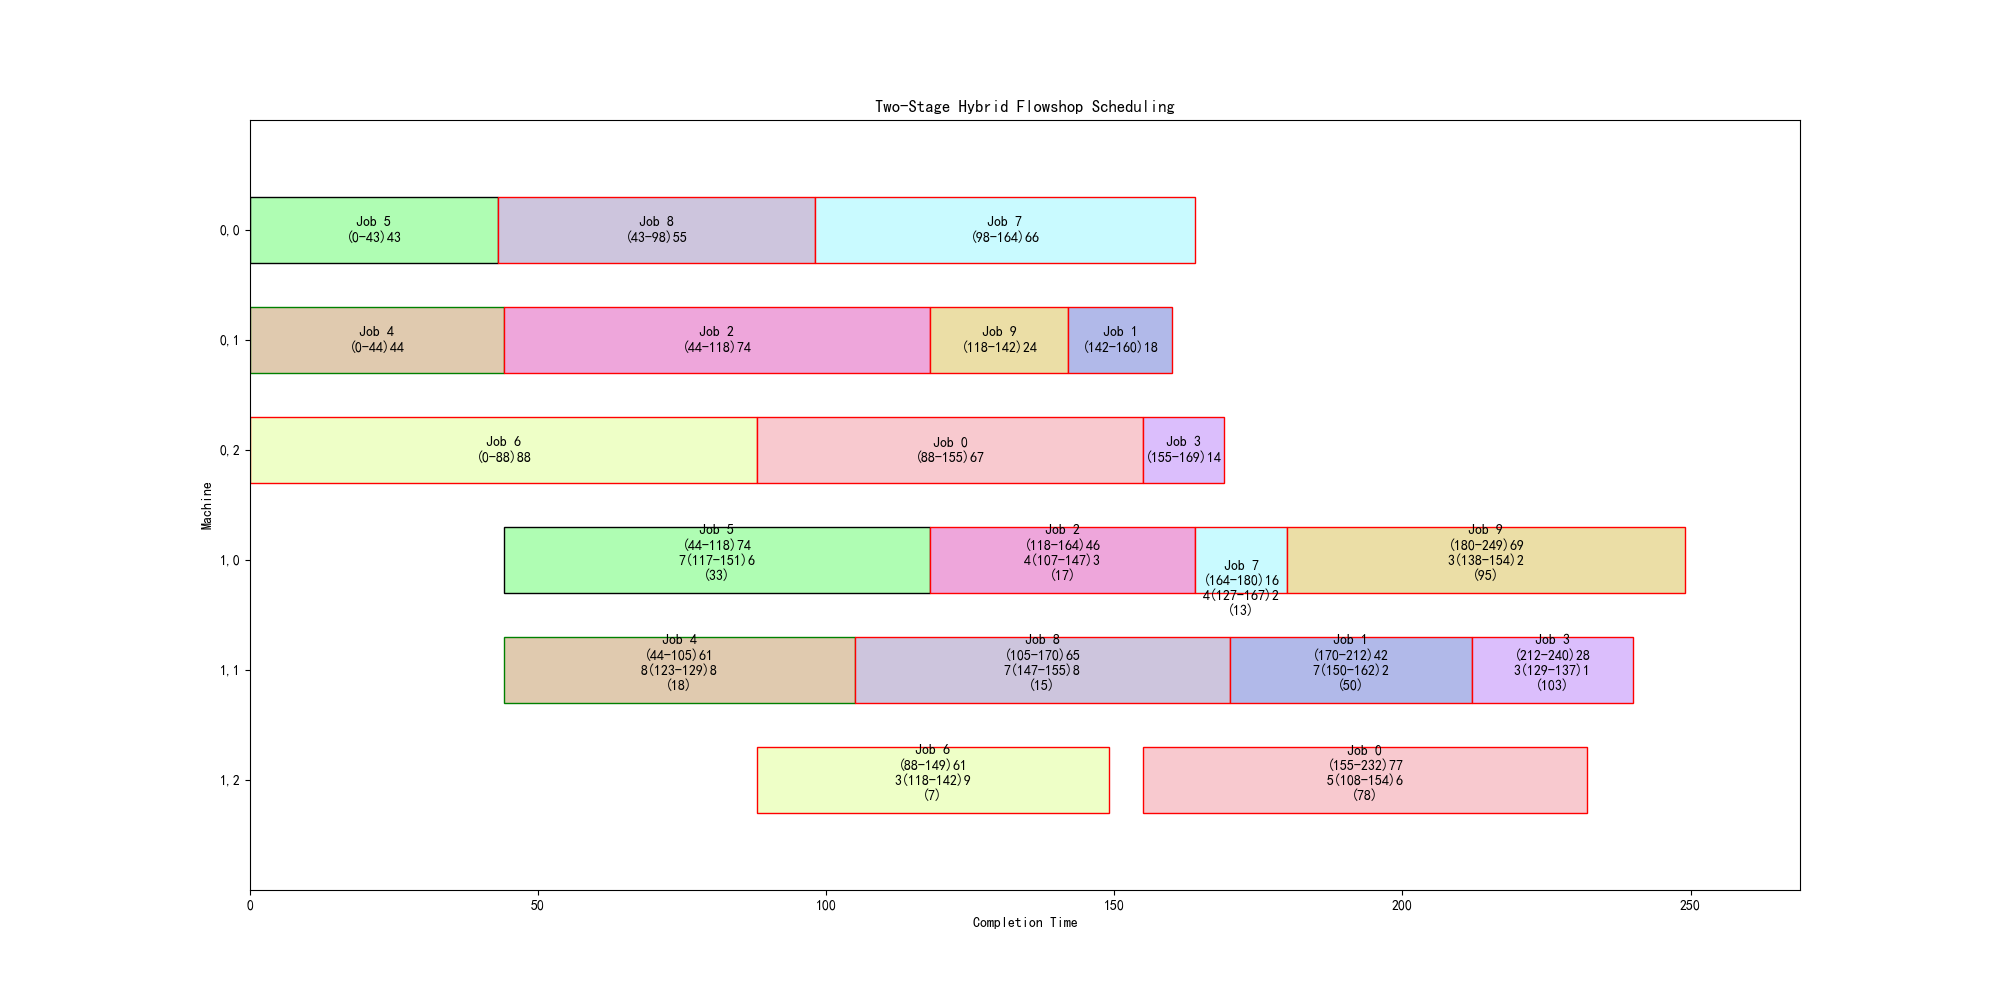 Two-Stage Hybrid Flowshop Scheduling
0,0
Job 5
(0-43)43
Job 8
(43-98)55
Job 7
(98-164)66
0,1
Job 4
(0-44)44
Job 2
(44-118)74
Job 9
(118-142)24
Job 1
(142-160)18
0,2
Job 6
(0-88)88
Job 0
(88-155)67
Job 3
(155-169)14
Machine
1,0
Job 5
(44-118)74
7(117-151)6
(33)
Job 2
(118-164)46
4(107-147)3
(17)
Job 7
(164-180)16
4(127-167)2
(13)
Job 9
(180-249)69
3(138-154)2
(95)
1,1
Job 4
(44-105)61
8(123-129)8
(18)
Job 8
(105-170)65
7(147-155)8
(15)
Job 1
(170-212)42
7(150-162)2
(50)
Job 3
(212-240)28
3(129-137)1
(103)
1,2
Job 6
(88-149)61
3(118-142)9
(7)
Job 0
(155-232)77
5(108-154)6
(78)
0
50
100
150
200
250
Completion Time